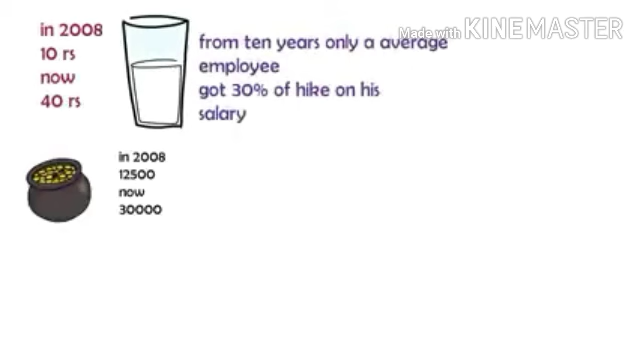 Made with KINEMASTER
in 2008
10 rs
now
40 rs
from ten years only a average
employee
got 30% of hike on his
salary
in 2008
12500
now
30000